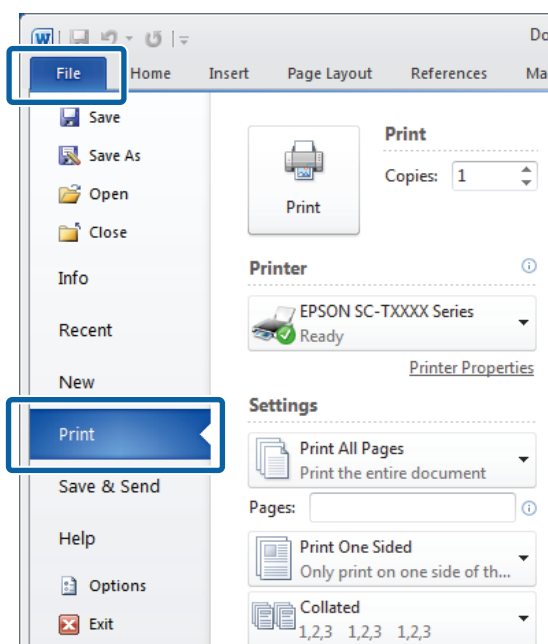 W
Do
File Home Insert Page Layout References Ma
Save
Save As
Open
Close
Info
Recent
New
Print
Save & Send
Help
Options
Exit
Print
Print
Copies: 1
Printer
EPSON SC-TXXXX Series
Ready
Printer Properties
Settings
Print All Pages
Print the entire document
Pages:
Print One Sided
Only print on one side of th...
Collated
1,2,3 1,2,3 1,2,3